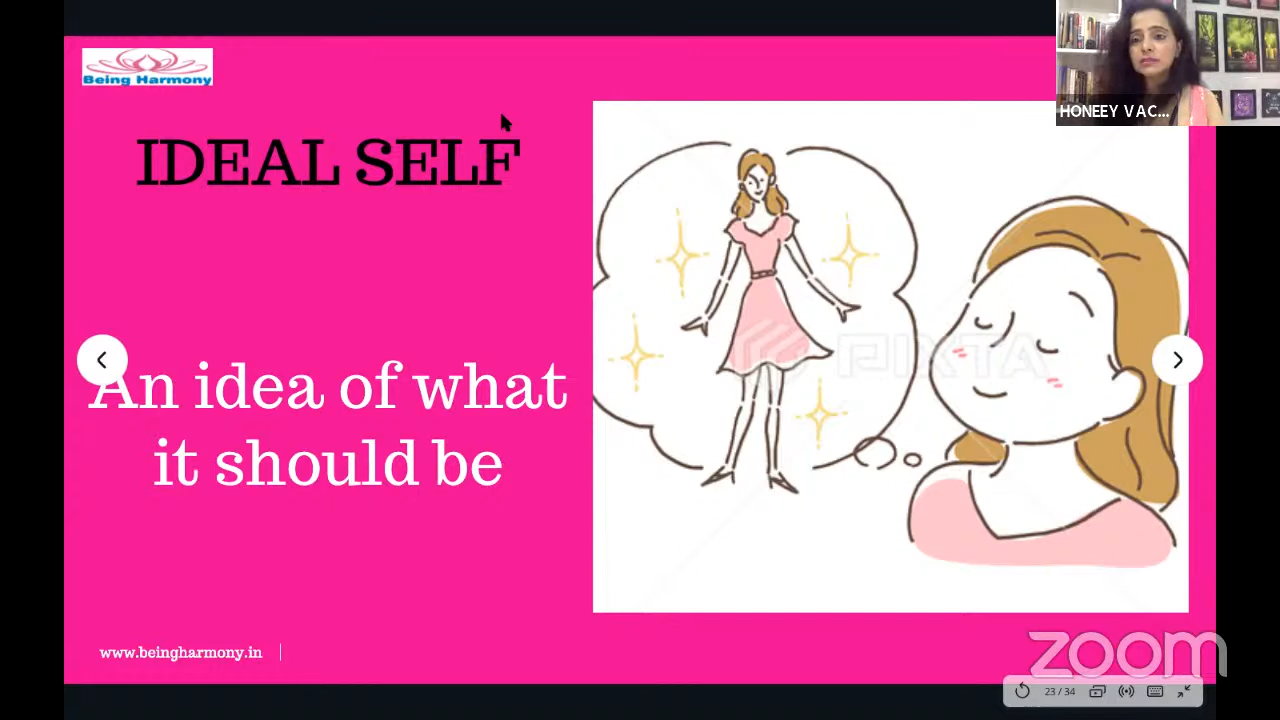 Being Harmony
HONEEY VAC...
IDEAL SELF
An idea of what
it should be
PIXTA
www.beingharmony.in
zoom
23 / 34